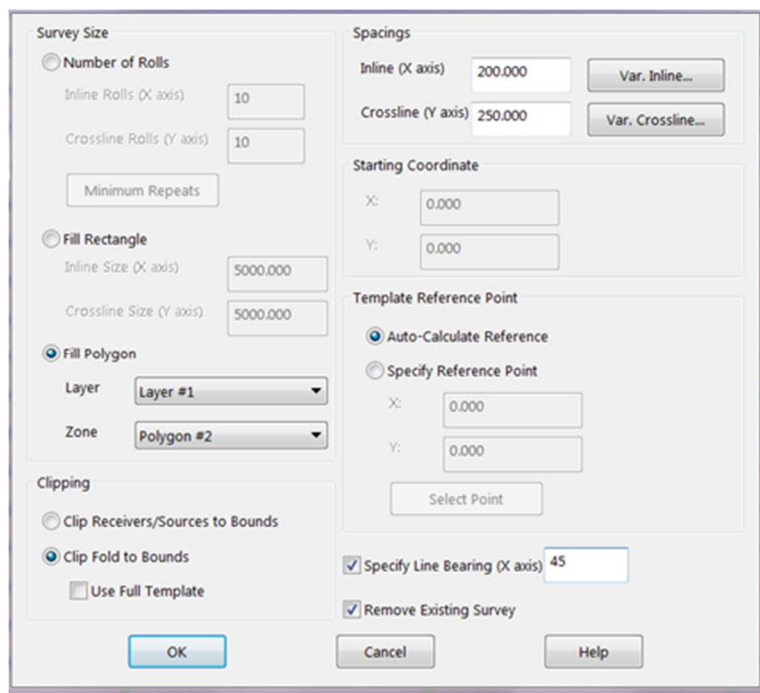 Survey Size
Number of Rolls
Inline Rolls (X axis) 10
Crossline Rolls (Y axis) 10
Minimum Repeats
Fill Rectangle
Inline Size (X axis) 5000.000
Crossline Size (Y axis) 5000.000
Fill Polygon
Layer Layer #1
Zone Polygon #2
Clipping
Clip Receivers/Sources to Bounds
Clip Fold to Bounds
Use Full Template
Spacings
Inline (X axis) 200.000 Var. Inline...
Crossline (Y axis) 250.000 Var. Crossline...
Starting Coordinate
X: 0.000
Y: 0.000
Template Reference Point
Auto-Calculate Reference
Specify Reference Point
X: 0.000
Y: 0.000
Select Point
Specify Line Bearing (X axis) 45
Remove Existing Survey
OK Cancel Help